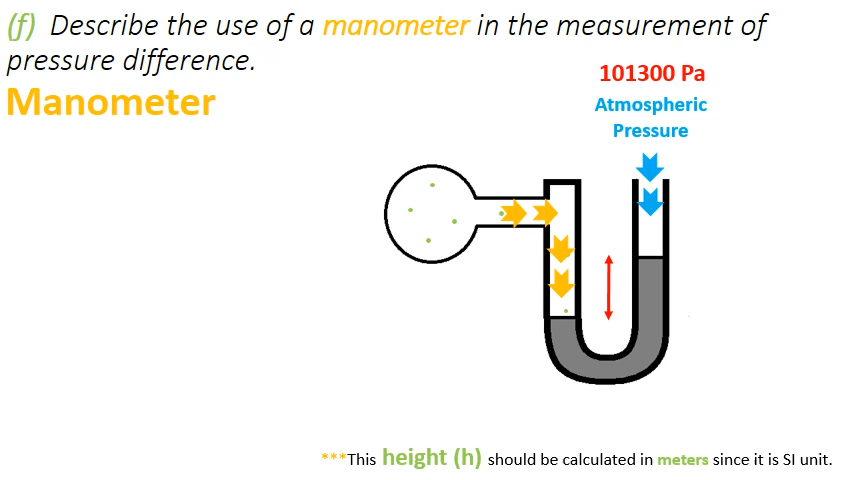 (f) Describe the use of a manometer in the measurement of
pressure difference.
Manometer
101300 Pa
Atmospheric
Pressure
***This height (h) should be calculated in meters since it is SI unit.